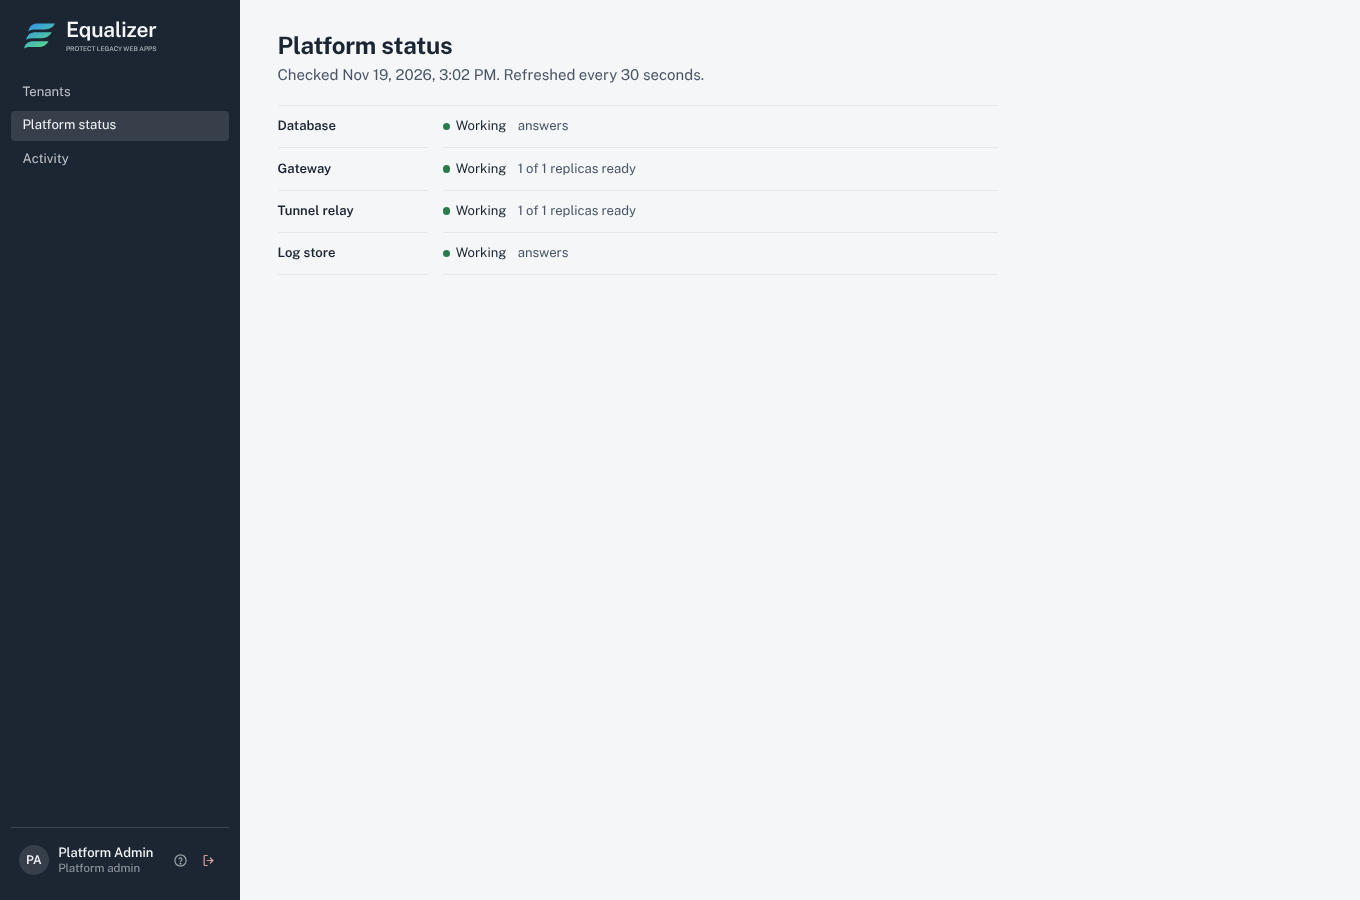 Equalizer
PROTECT LEGACY WEB APPS
Tenants
Platform status
Activity
PA
Platform Admin
Platform admin
Platform status
Checked Nov 19, 2026, 3:02 PM. Refreshed every 30 seconds.
Database Working answers
Gateway Working 1 of 1 replicas ready
Tunnel relay Working 1 of 1 replicas ready
Log store Working answers